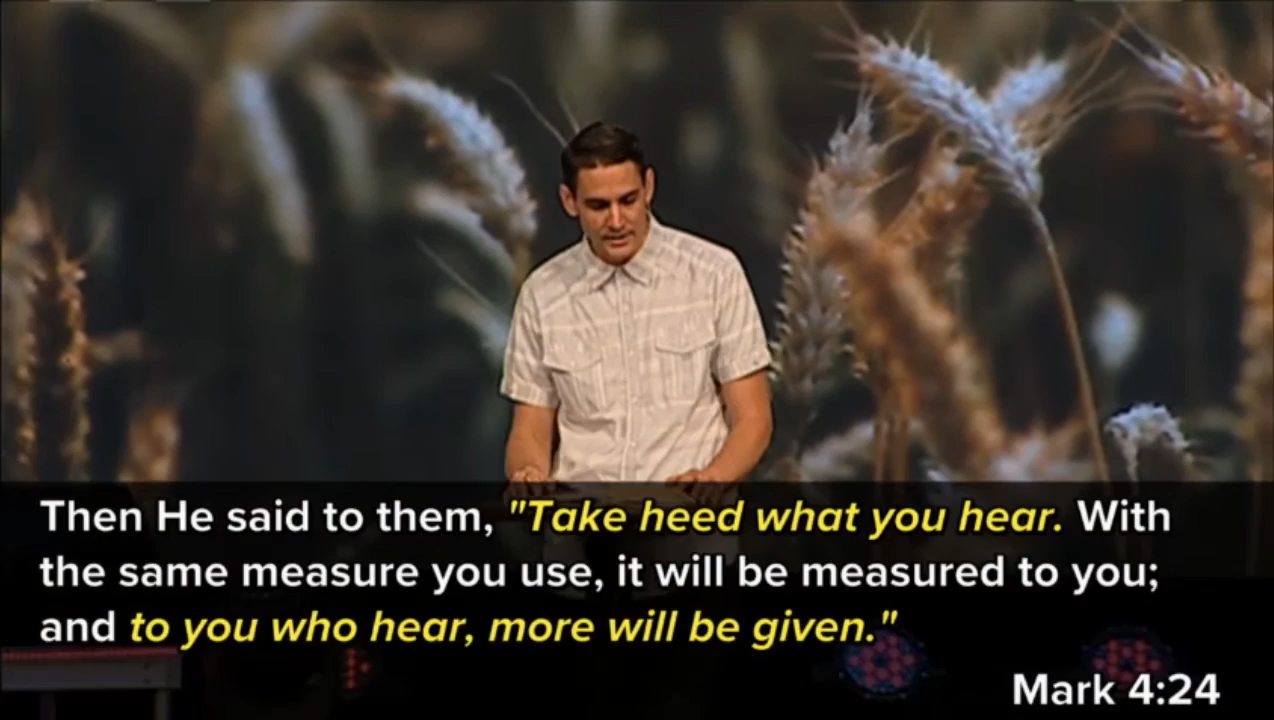 Then He said to them, "Take heed what you hear. With
the same measure you use, it will be measured to you;
and to you who hear, more will be given."
Mark 4:24